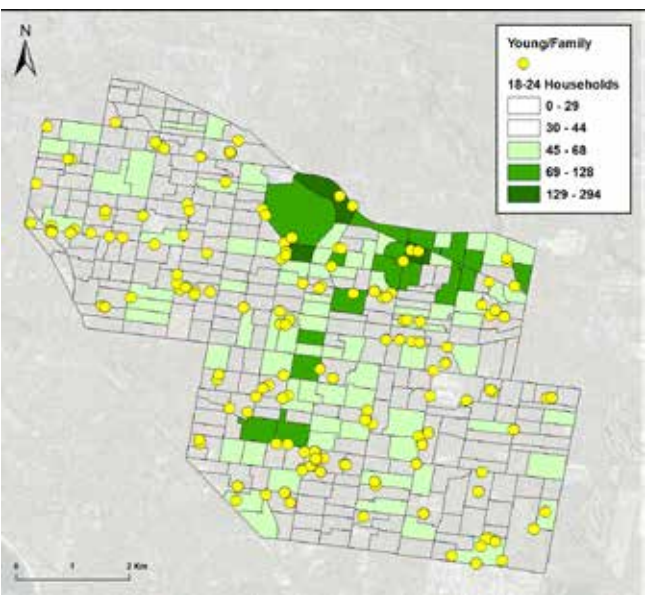 N
Young/Family
18-24 Households
0 - 29
30 - 44
45 - 68
69 - 128
129 - 294
0 1 2 Km